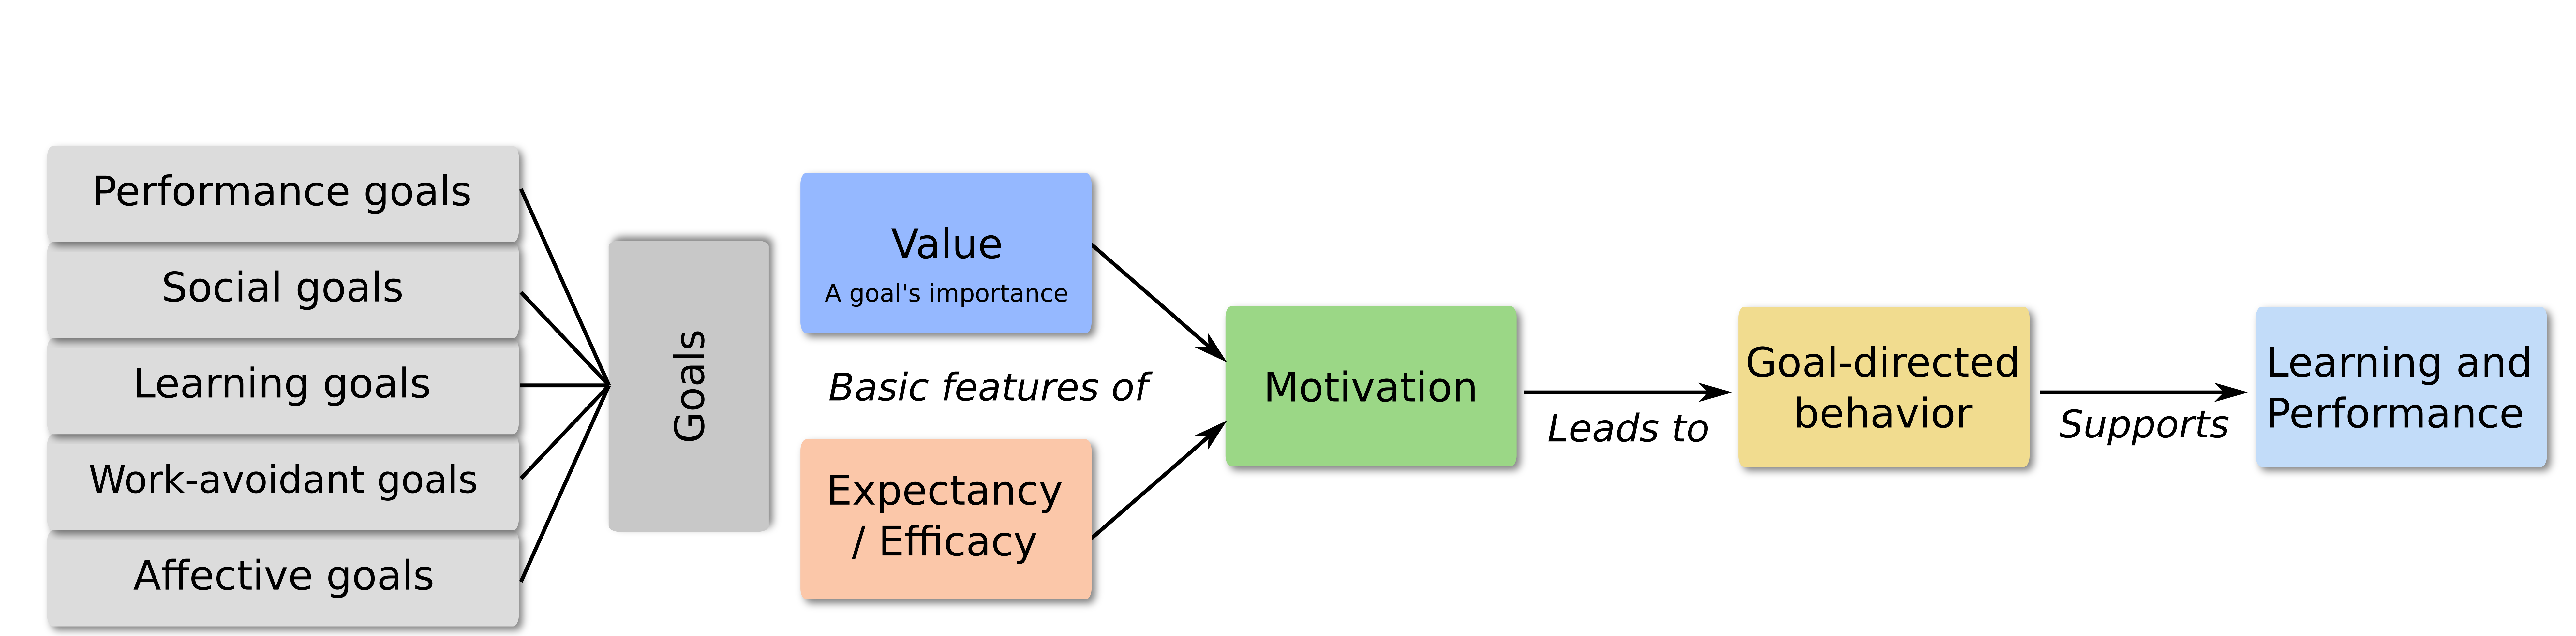 Performance goals
Social goals
Learning goals
Work-avoidant goals
Affective goals
Goals
Value
A goal's importance
Basic features of
Expectancy
/ Efficacy
Motivation
Leads to
Goal-directed
behavior
Supports
Learning and
Performance